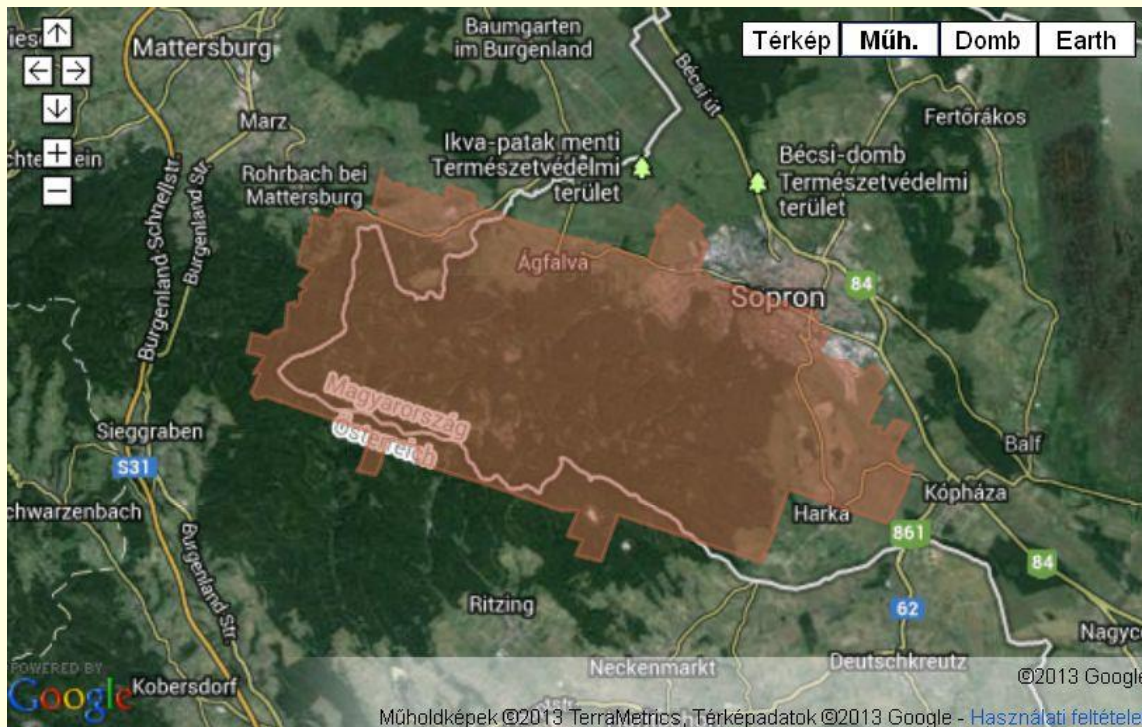 Mattersburg
Baumgarten
im Burgenland
Térkép
Műh.
Domb
Earth
Bécsi út
Marz
Fertőrákos
Ikva-patak menti
Természetvédelmi
terület
Bécsi-domb
Természetvédelmi
terület
Rohrbach bei
Mattersburg
Burgenland-Schnellstr
Burgenland Str.
Ágfalva
Sopron
84
Magyarország
Österreich
Sieggraben
S31
Balf
Kópháza
Harka
861
84
Burgenland Str.
Ritzing
62
Neckenmarkt
Deutschkreutz
POWERED BY
Google
Kobersdorf
©2013 Google
Műholdképek ©2013 TerraMetrics, Térképadatok ©2013 Google - Használati feltétele